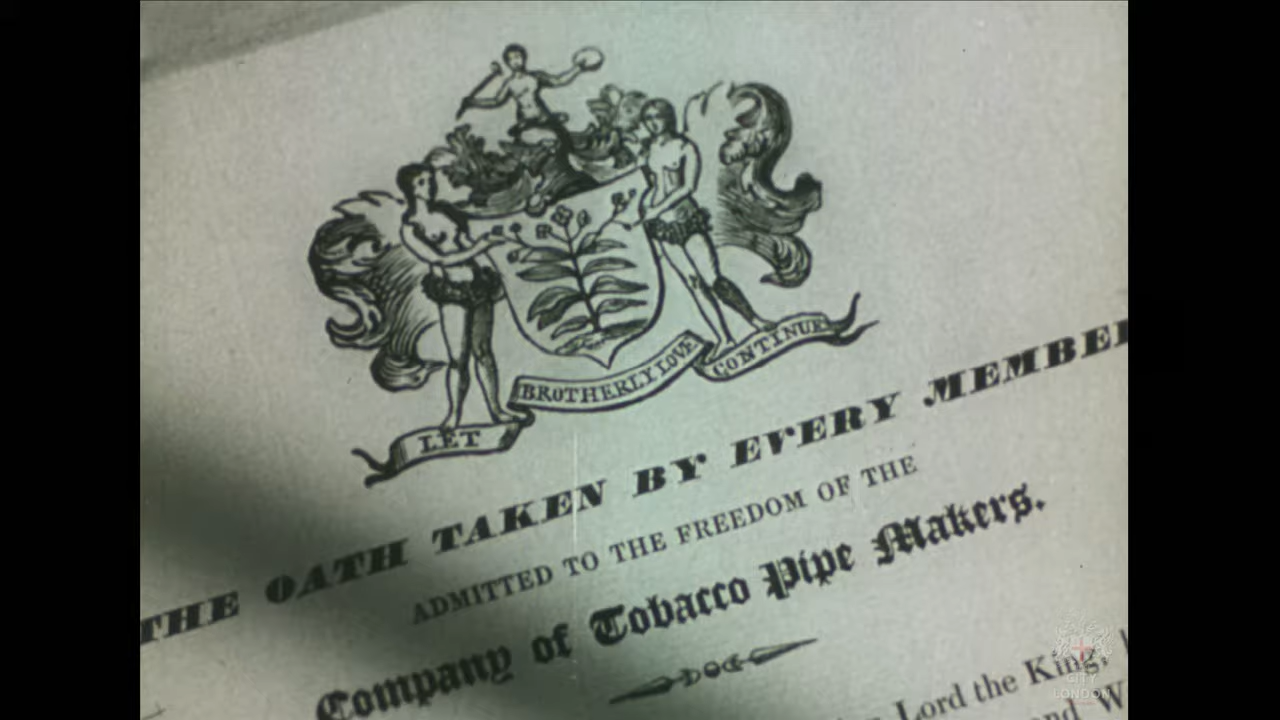 LET BROTHERLY LOVE CONTINUE
THE OATH TAKEN BY EVERY MEMBER
ADMITTED TO THE FREEDOM OF THE
Company of Tobacco Pipe Makers.
Lord the King,
and W
CITY
LONDON